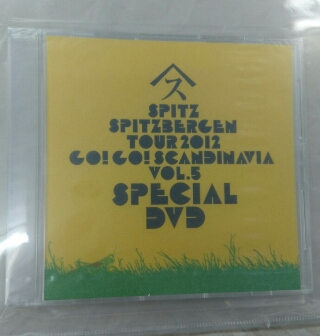 ス
SPITZ
SPITZBERGEN
TOUR 2012
GO! GO! SCANDINAVIA
VOL.5
SPECIAL
DVD